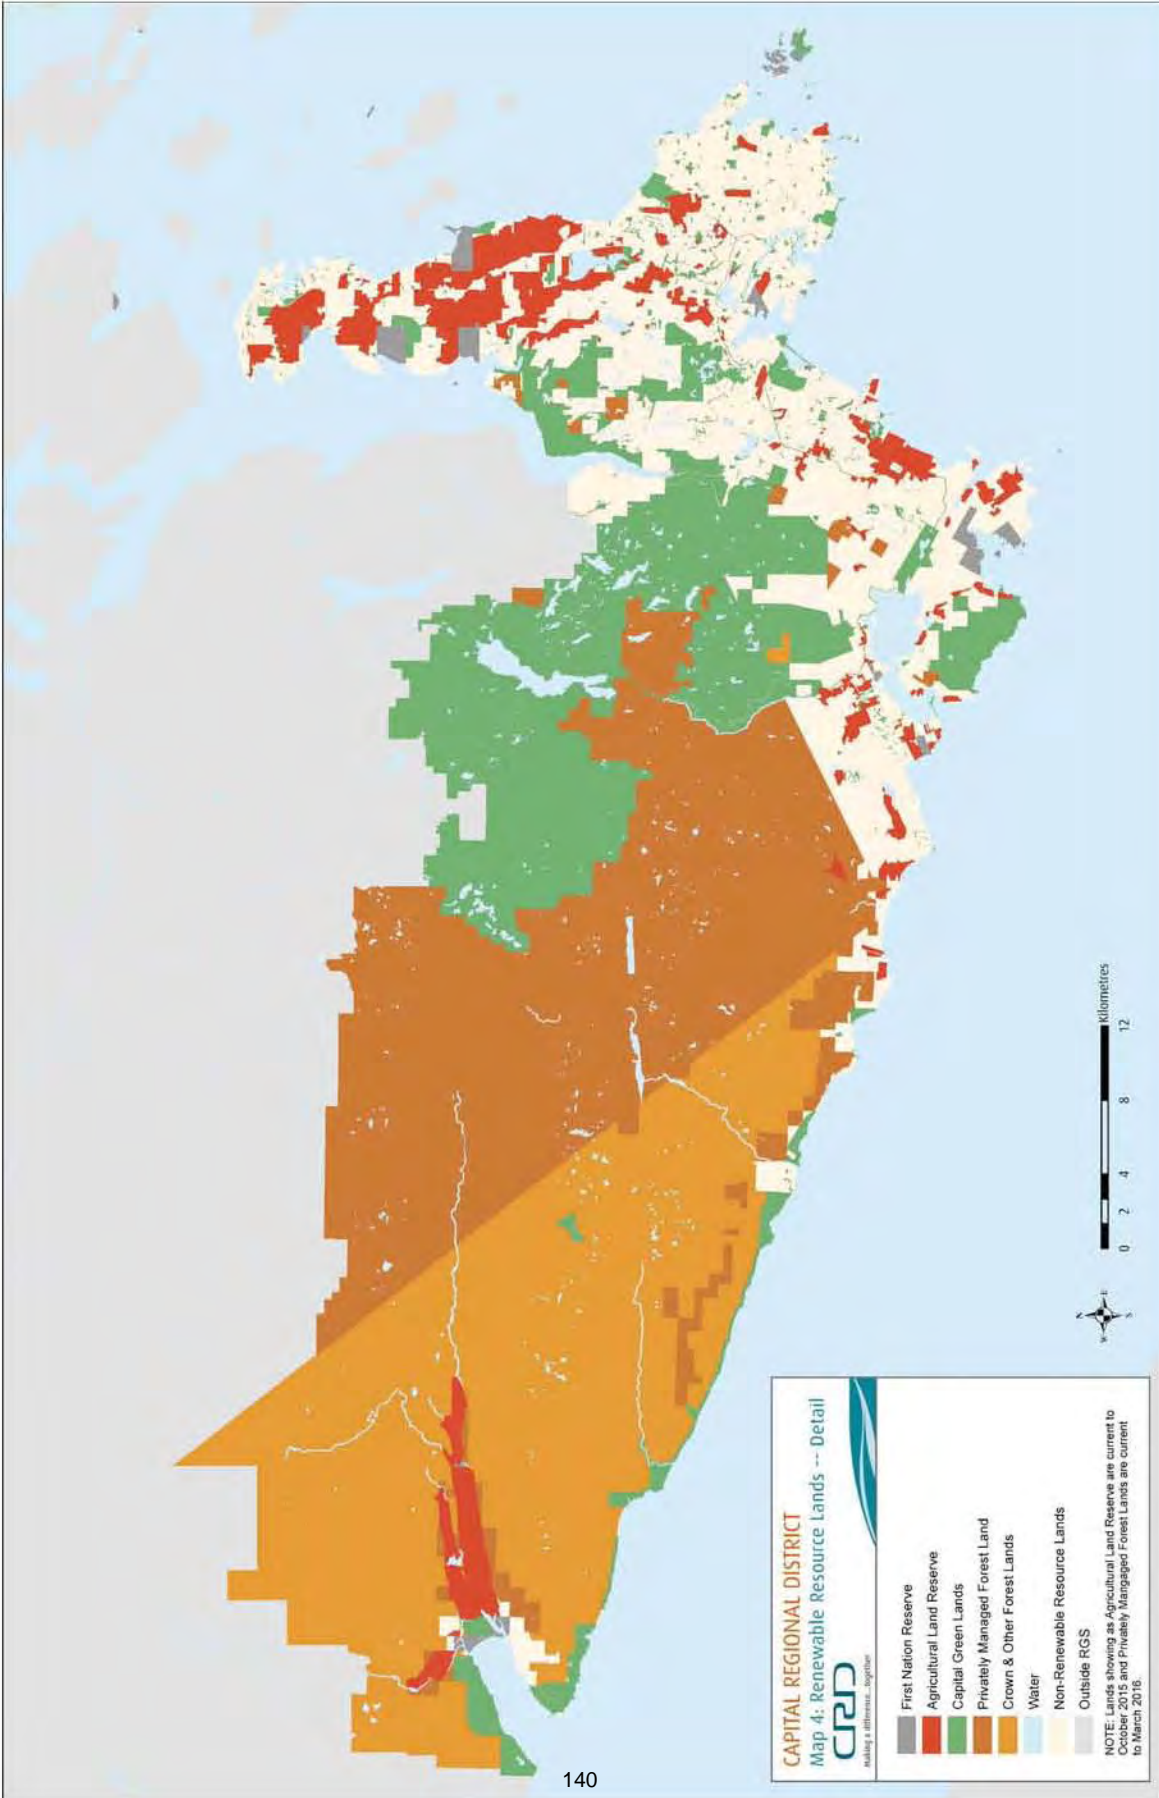 CAPITAL REGIONAL DISTRICT
Map 4: Renewable Resource Lands -- Detail
CRD
Making a difference...together
First Nation Reserve
Agricultural Land Reserve
Capital Green Lands
Privately Managed Forest Land
Crown & Other Forest Lands
Water
Non-Renewable Resource Lands
Outside RGS
NOTE: Lands showing as Agricultural Land Reserve are current to
October 2015 and Privately Mangaged Forest Lands are current
to March 2016.
N
W
E
S
0 2 4 8 12
Kilometres
140